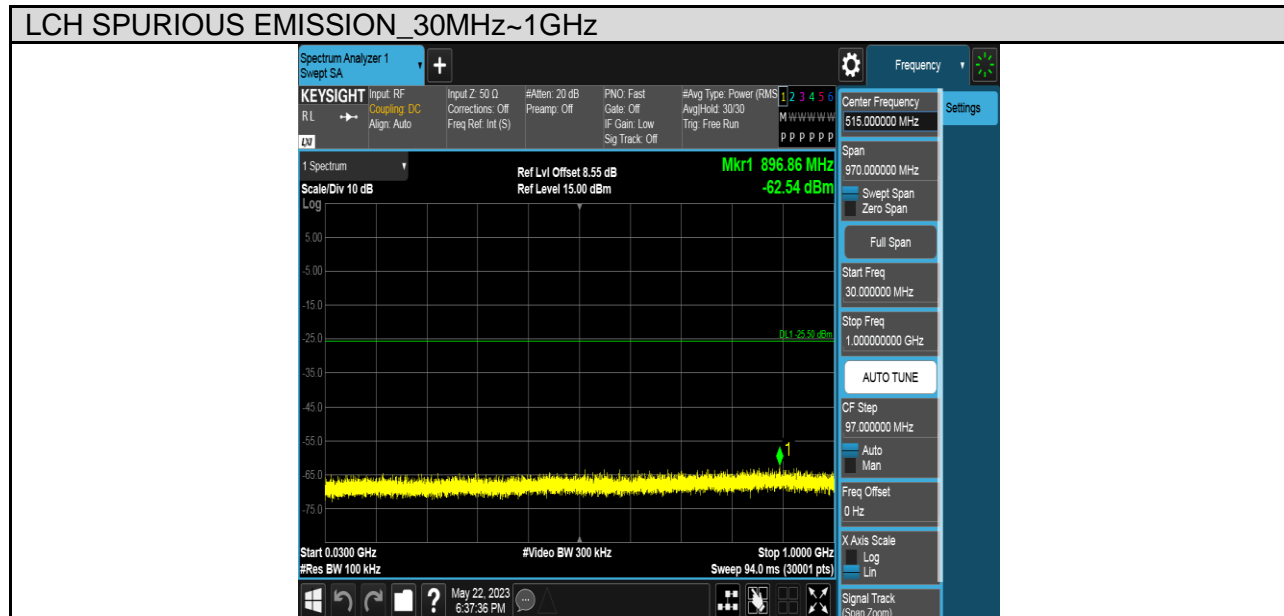 LCH SPURIOUS EMISSION_30MHz~1GHz
Spectrum Analyzer 1
Swept SA
Frequency
KEYSIGHT
RL
LXI
Input: RF
Coupling: DC
Align: Auto
Input Z: 50 Ω
Corrections: Off
Freq Ref: Int (S)
#Atten: 20 dB
Preamp: Off
PNO: Fast
Gate: Off
IF Gain: Low
Sig Track: Off
#Avg Type: Power (RMS
Avg|Hold: 30/30
Trig: Free Run
1 2 3 4 5 6
M W W W W W
P P P P P P
Center Frequency
515.000000 MHz
Settings
1 Spectrum
Scale/Div 10 dB
Log
Ref Lvl Offset 8.55 dB
Ref Level 15.00 dBm
Mkr1 896.86 MHz
-62.54 dBm
5.00
-5.00
-15.0
-25.0
-35.0
-45.0
-55.0
-65.0
-75.0
DL1 -25.50 dBm
1
Start 0.0300 GHz
#Res BW 100 kHz
#Video BW 300 kHz
Stop 1.0000 GHz
Sweep 94.0 ms (30001 pts)
Span
970.000000 MHz
Swept Span
Zero Span
Full Span
Start Freq
30.000000 MHz
Stop Freq
1.000000000 GHz
AUTO TUNE
CF Step
97.000000 MHz
Auto
Man
Freq Offset
0 Hz
X Axis Scale
Log
Lin
Signal Track
(Span Zoom)
?
May 22, 2023
6:37:36 PM